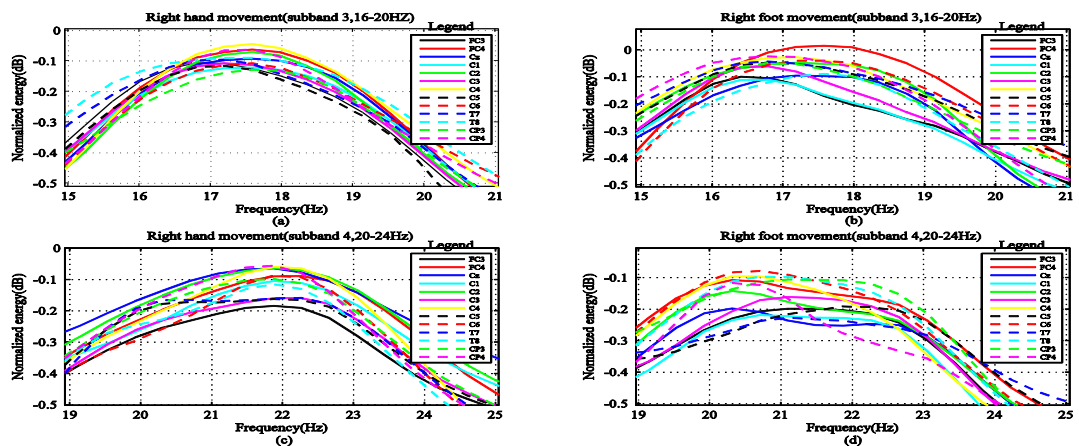 Right hand movement(subband 3,16-20HZ)
Legend
Normalized energy(dB)
0
-0.1
-0.2
-0.3
-0.4
-0.5
FC3
FC4
Cz
C1
C2
C3
C4
C5
C6
T7
T8
CP3
CP4
15
16
17
18
19
20
21
Frequency(Hz)
(a)
Right foot movement(subband 3,16-20HZ)
Legend
Normalized energy(dB)
0
-0.1
-0.2
-0.3
-0.4
-0.5
FC3
FC4
Cz
C1
C2
C3
C4
C5
C6
T7
T8
CP3
CP4
15
16
17
18
19
20
21
Frequency(Hz)
(b)
Right hand movement(subband 4,20-24Hz)
Legend
Normalized energy(dB)
0
-0.1
-0.2
-0.3
-0.4
-0.5
FC3
FC4
Cz
C1
C2
C3
C4
C5
C6
T7
T8
CP3
CP4
19
20
21
22
23
24
25
Frequency(Hz)
(c)
Right foot movement(subband 4,20-24Hz)
Legend
Normalized energy(dB)
0
-0.1
-0.2
-0.3
-0.4
-0.5
FC3
FC4
Cz
C1
C2
C3
C4
C5
C6
T7
T8
CP3
CP4
19
20
21
22
23
24
25
Frequency(Hz)
(d)